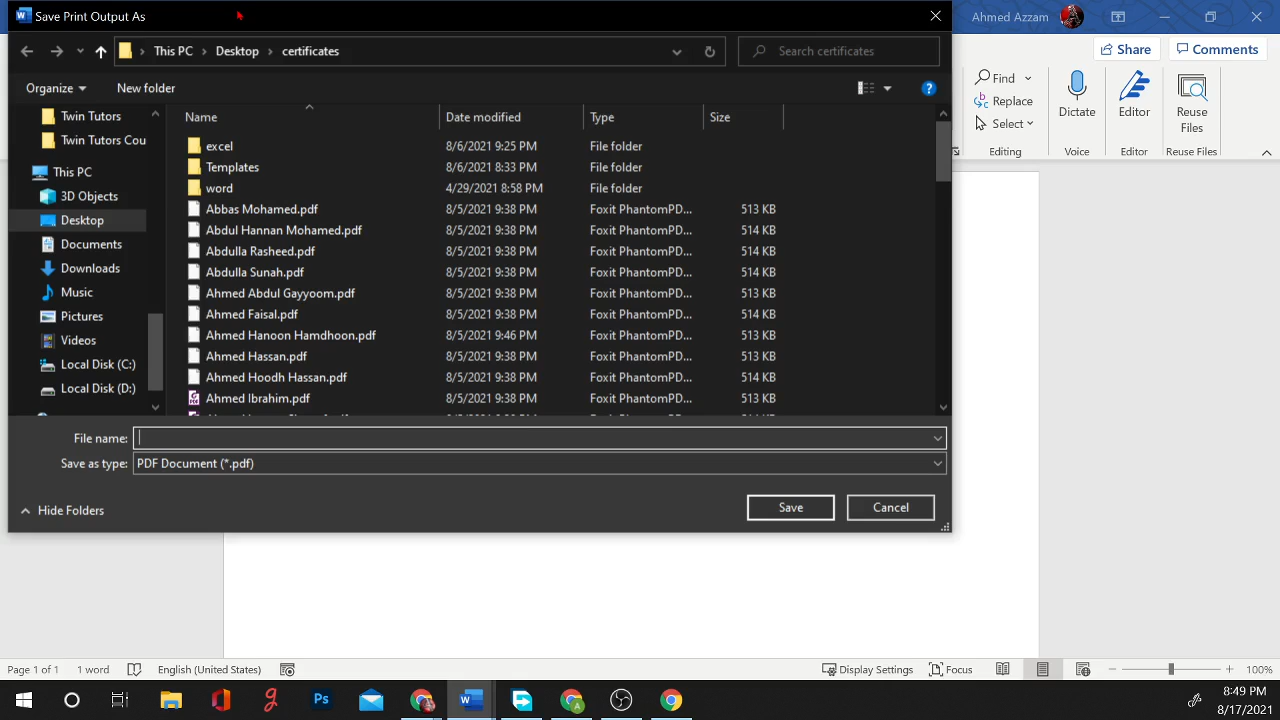 Save Print Output As
Ahmed Azzam
This PC > Desktop > certificates
Search certificates
Share
Comments
Organize
New folder
Find
Replace
Select
Editing
Dictate
Voice
Editor
Editor
Reuse
Files
Reuse Files
Twin Tutors
Twin Tutors Cou
This PC
3D Objects
Desktop
Documents
Downloads
Music
Pictures
Videos
Local Disk (C:)
Local Disk (D:)
Name Date modified Type Size
excel 8/6/2021 9:25 PM File folder
Templates 8/6/2021 8:33 PM File folder
word 4/29/2021 8:58 PM File folder
Abbas Mohamed.pdf 8/5/2021 9:38 PM Foxit PhantomPD... 513 KB
Abdul Hannan Mohamed.pdf 8/5/2021 9:38 PM Foxit PhantomPD... 514 KB
Abdulla Rasheed.pdf 8/5/2021 9:38 PM Foxit PhantomPD... 514 KB
Abdulla Sunah.pdf 8/5/2021 9:38 PM Foxit PhantomPD... 514 KB
Ahmed Abdul Gayyoom.pdf 8/5/2021 9:38 PM Foxit PhantomPD... 513 KB
Ahmed Faisal.pdf 8/5/2021 9:38 PM Foxit PhantomPD... 514 KB
Ahmed Hanoon Hamdhoon.pdf 8/5/2021 9:46 PM Foxit PhantomPD... 513 KB
Ahmed Hassan.pdf 8/5/2021 9:38 PM Foxit PhantomPD... 513 KB
Ahmed Hoodh Hassan.pdf 8/5/2021 9:38 PM Foxit PhantomPD... 514 KB
Ahmed Ibrahim.pdf 8/5/2021 9:38 PM Foxit PhantomPD... 513 KB
File name:
Save as type: PDF Document (*.pdf)
Hide Folders
Save
Cancel
Page 1 of 1 1 word English (United States) Display Settings Focus 100%
8:49 PM
8/17/2021